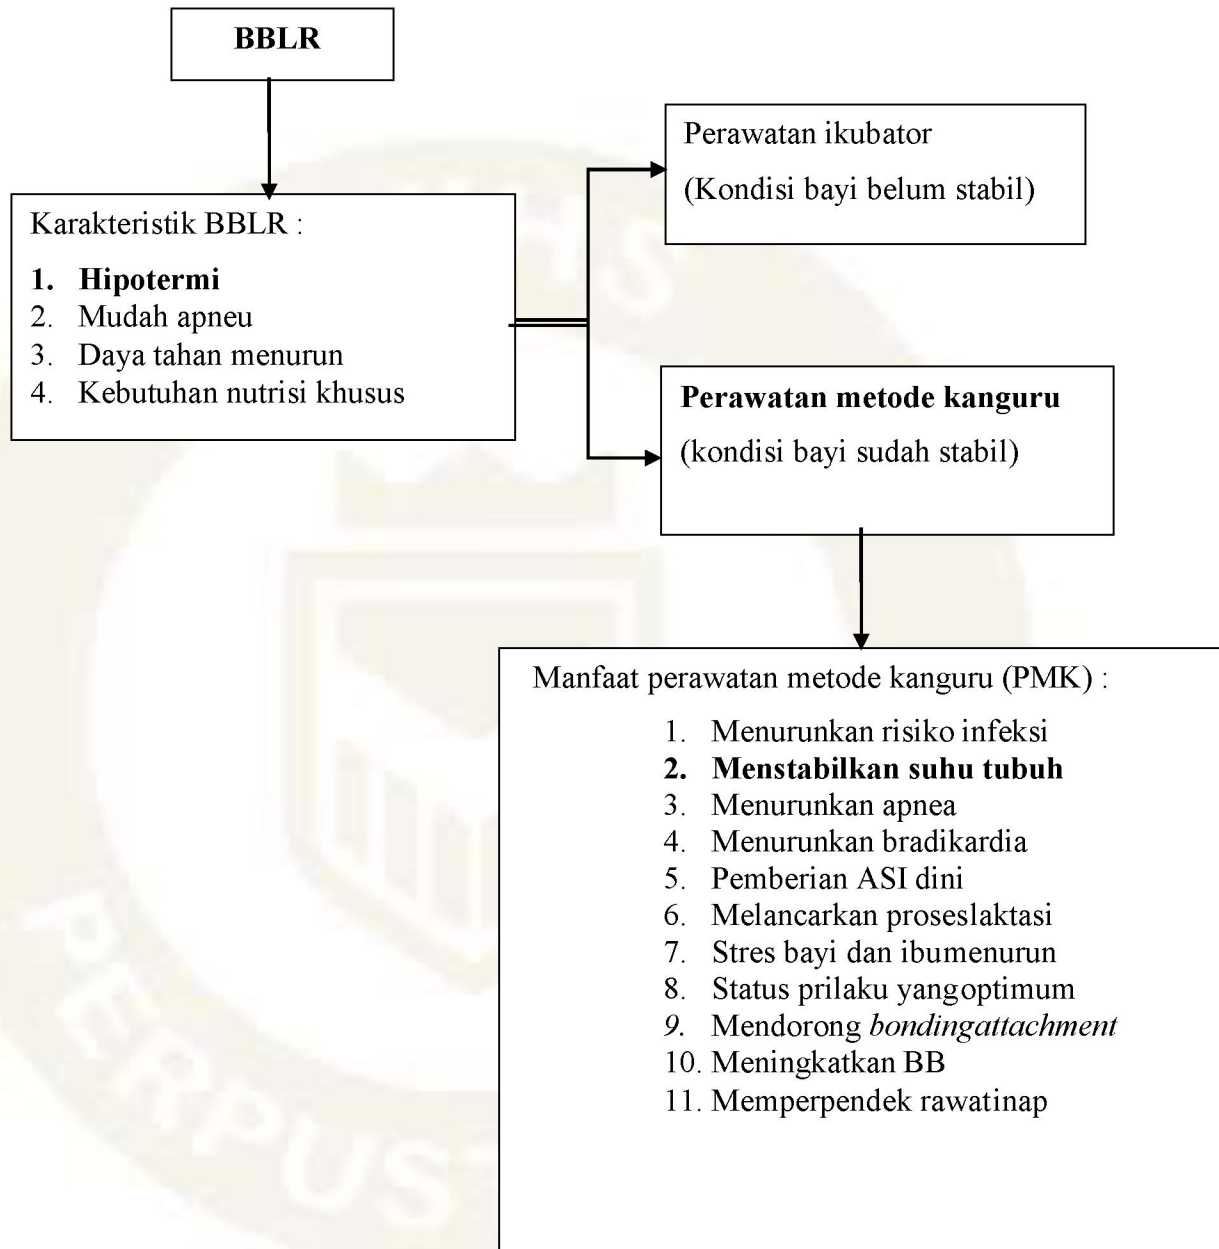 BBLR
Karakteristik BBLR :
1. Hipotermi
2. Mudah apneu
3. Daya tahan menurun
4. Kebutuhan nutrisi khusus
Perawatan ikubator
(Kondisi bayi belum stabil)
Perawatan metode kanguru
(kondisi bayi sudah stabil)
Manfaat perawatan metode kanguru (PMK) :
1. Menurunkan risiko infeksi
2. Menstabilkan suhu tubuh
3. Menurunkan apnea
4. Menurunkan bradikardia
5. Pemberian ASI dini
6. Melancarkan proseslaktasi
7. Stres bayi dan ibumenurun
8. Status prilaku yangoptimum
9. Mendorong bondingattachment
10. Meningkatkan BB
11. Memperpendek rawatinap
PERPUS